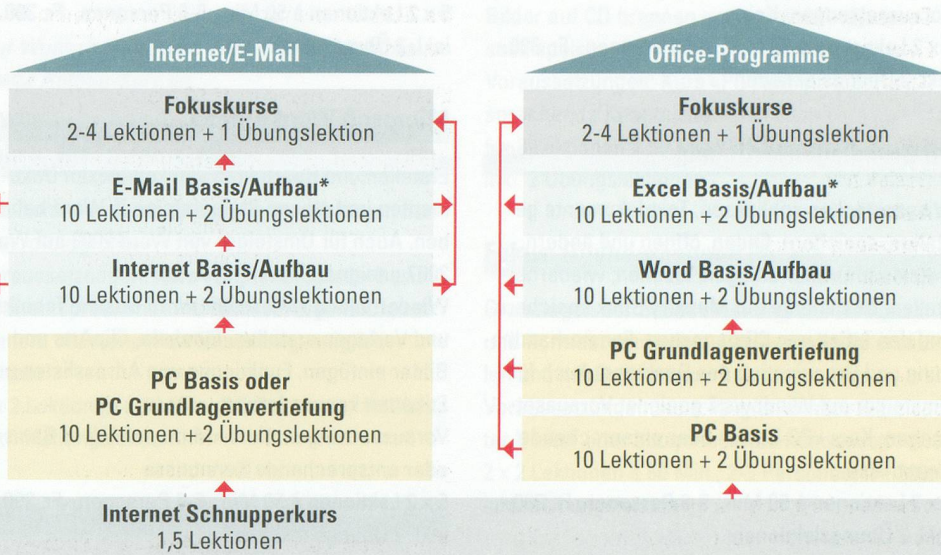 Internet/E-Mail
Fokuskurse
2-4 Lektionen + 1 Übungslektion
E-Mail Basis/Aufbau*
10 Lektionen + 2 Übungslektionen
Internet Basis/Aufbau
10 Lektionen + 2 Übungslektionen
PC Basis oder
PC Grundlagenvertiefung
10 Lektionen + 2 Übungslektionen
Internet Schnupperkurs
1,5 Lektionen
Office-Programme
Fokuskurse
2-4 Lektionen + 1 Übungslektion
Excel Basis/Aufbau*
10 Lektionen + 2 Übungslektionen
Word Basis/Aufbau
10 Lektionen + 2 Übungslektionen
PC Grundlagenvertiefung
10 Lektionen + 2 Übungslektionen
PC Basis
10 Lektionen + 2 Übungslektionen